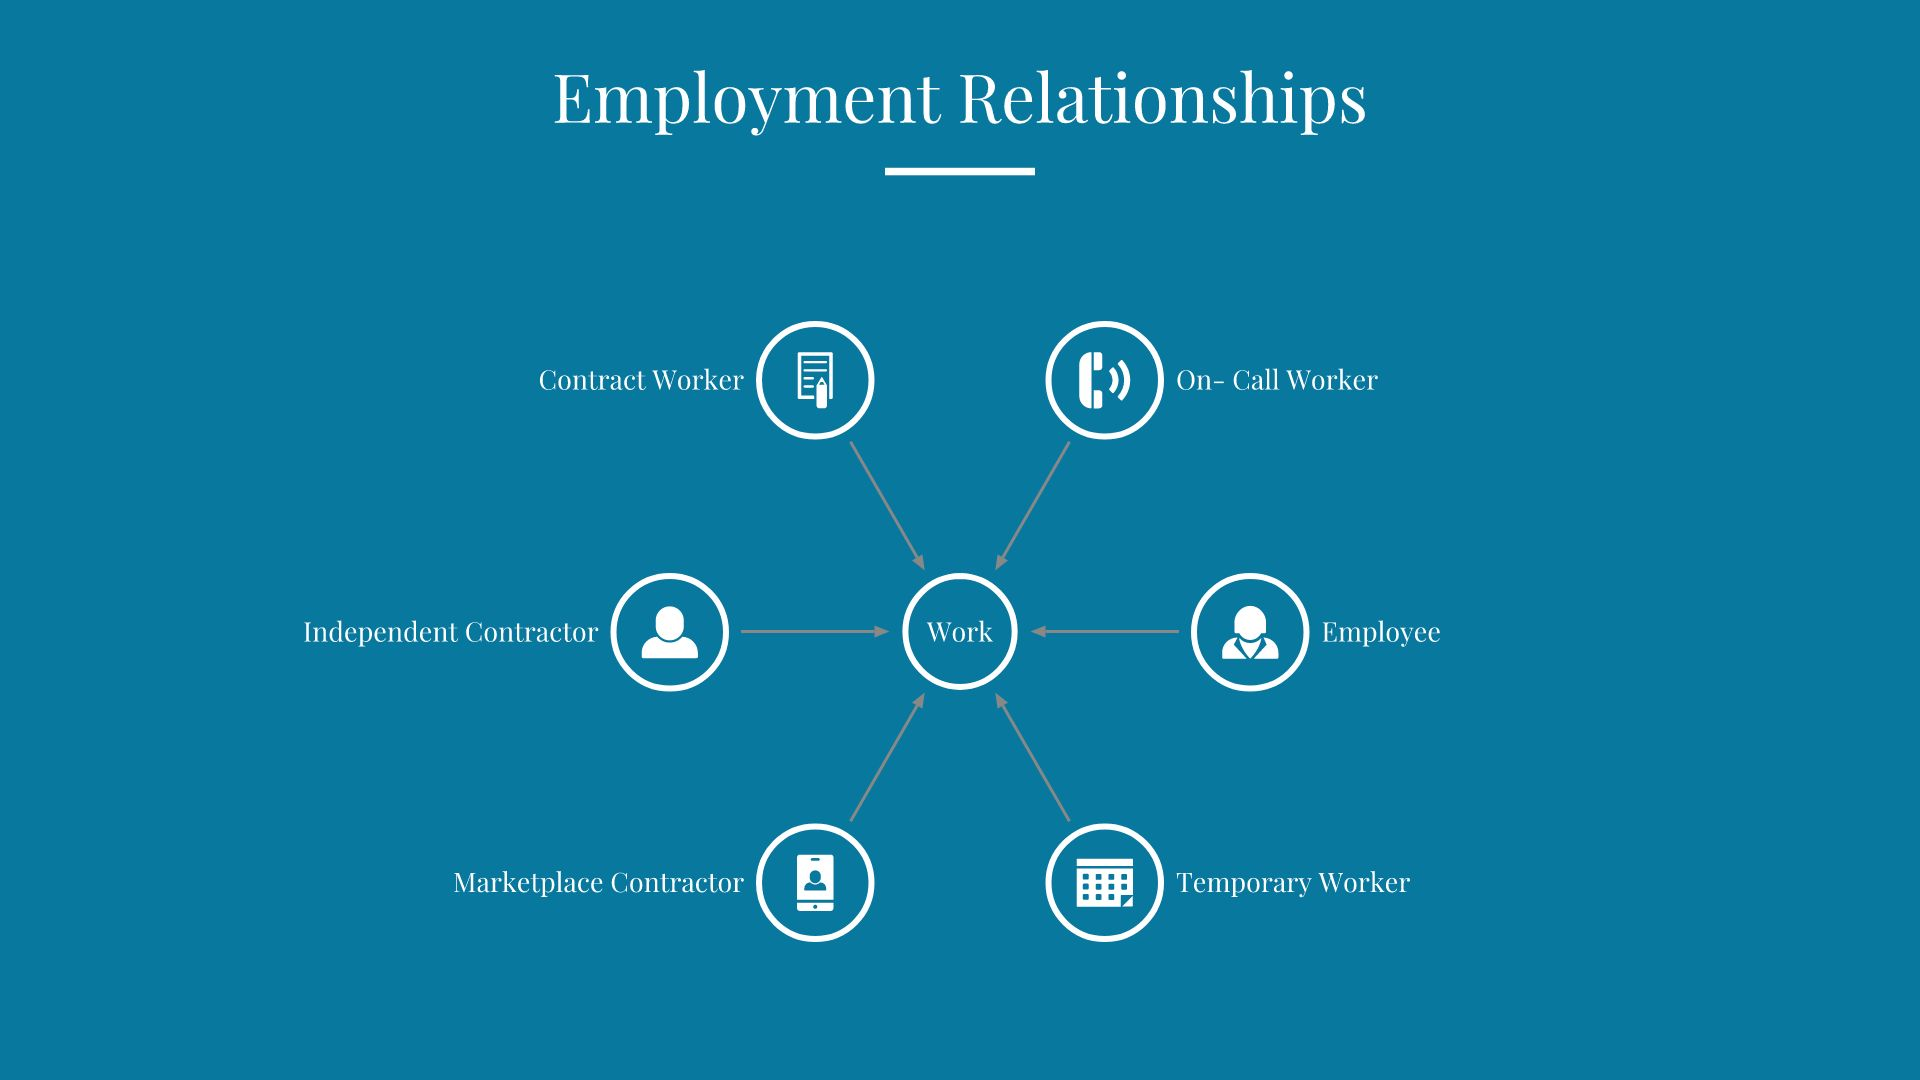 Employment Relationships
Contract Worker
On- Call Worker
Independent Contractor
Work
Employee
Marketplace Contractor
Temporary Worker